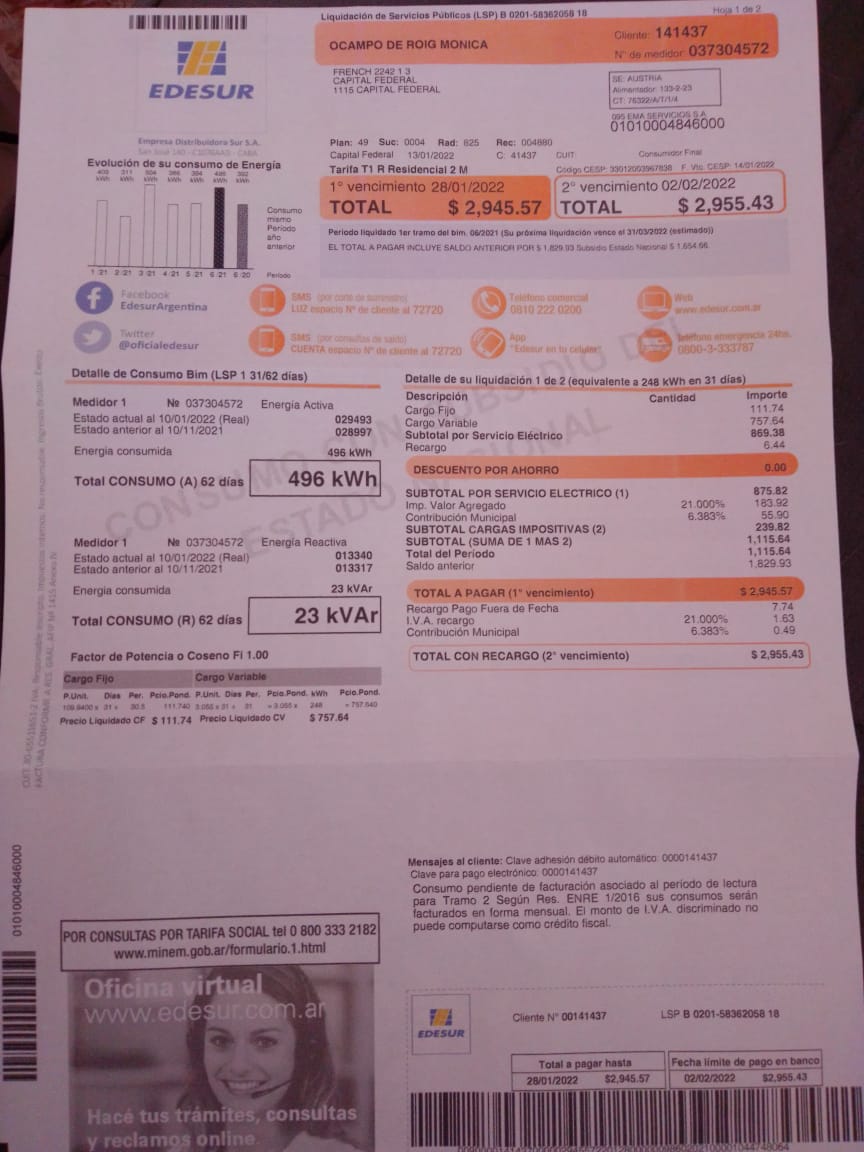 Liquidación de Servicios Públicos (LSP) B 0201-58362058 18
Hoja 1 de 2
EDESUR
Empresa Distribuidora Sur S.A.
San José 140 - C1076AAD - CABA
OCAMPO DE ROIG MONICA
Cliente: 141437
Nº de medidor: 037304572
FRENCH 2242 1 3
CAPITAL FEDERAL
1115 CAPITAL FEDERAL
SE: AUSTRIA
Alimentador: 133-2-23
CT: 76322/A/T/1/4
095 EMA SERVICIOS S.A
01010004846000
Plan: 49 Suc: 0004 Rad: 825 Rec: 004880
Capital Federal 13/01/2022 C: 41437 CUIT: Consumidor Final
Tarifa T1 R Residencial 2 M
Código CESP: 33012003967838 F. Vto. CESP: 14/01/2022
1° vencimiento 28/01/2022
TOTAL $ 2,945.57
2° vencimiento 02/02/2022
TOTAL $ 2,955.43
Periodo liquidado 1er tramo del bim. 06/2021 (Su próxima liquidación vence el 31/03/2022 (estimado))
EL TOTAL A PAGAR INCLUYE SALDO ANTERIOR POR $ 1,829.93 Subsidio Estado Nacional $ 1,654.66.
Evolución de su consumo de Energía
403 311 504 386 394 496 392
kWh kWh kWh kWh kWh kWh kWh
Consumo
mismo
Período
año
anterior
1/21 2/21 3/21 4/21 5/21 6/21 6/20 Período
Facebook
EdesurArgentina
SMS (por corte de suministro)
LUZ espacio Nº de cliente al 72720
Teléfono comercial
0810 222 0200
Web
www.edesur.com.ar
Twitter
@oficialedesur
SMS (por consultas de saldo)
CUENTA espacio Nº de cliente al 72720
App
"Edesur en tu celular"
Teléfono emergencia 24hs.
0800-3-333787
CONSUMO CON SUBSIDIO DEL
ESTADO NACIONAL
Detalle de Consumo Bim (LSP 1 31/62 días)
Medidor 1 Nº 037304572 Energía Activa
Estado actual al 10/01/2022 (Real) 029493
Estado anterior al 10/11/2021 028997
Energia consumida 496 kWh
Total CONSUMO (A) 62 días 496 kWh
Medidor 1 Nº 037304572 Energía Reactiva
Estado actual al 10/01/2022 (Real) 013340
Estado anterior al 10/11/2021 013317
Energia consumida 23 kVAr
Total CONSUMO (R) 62 días 23 kVAr
Factor de Potencia o Coseno Fi 1.00
Cargo Fijo Cargo Variable
P.Unit. Dias Per. Pcio.Pond. P.Unit. Dias Per. Pcio.Pond. kWh Pcio.Pond.
109.9400 x 31 ÷ 30.5 111.740 3.055 x 31 ÷ 31 = 3.055 x 248 = 757.640
Precio Liquidado CF $ 111.74 Precio Liquidado CV $ 757.64
Detalle de su liquidación 1 de 2 (equivalente a 248 kWh en 31 días)
Descripción Cantidad Importe
Cargo Fijo 111.74
Cargo Variable 757.64
Subtotal por Servicio Eléctrico 869.38
Recargo 6.44
DESCUENTO POR AHORRO 0.00
SUBTOTAL POR SERVICIO ELECTRICO (1) 875.82
Imp. Valor Agregado 21.000% 183.92
Contribución Municipal 6.383% 55.90
SUBTOTAL CARGAS IMPOSITIVAS (2) 239.82
SUBTOTAL (SUMA DE 1 MAS 2) 1,115.64
Total del Período 1,115.64
Saldo anterior 1,829.93
TOTAL A PAGAR (1° vencimiento) $ 2,945.57
Recargo Pago Fuera de Fecha 7.74
I.V.A. recargo 21.000% 1.63
Contribución Municipal 6.383% 0.49
TOTAL CON RECARGO (2° vencimiento) $ 2,955.43
Mensajes al cliente: Clave adhesión débito automático: 0000141437
Clave para pago electrónico: 0000141437
Consumo pendiente de facturación asociado al período de lectura
para Tramo 2 Según Res. ENRE 1/2016 sus consumos serán
facturados en forma mensual. El monto de I.V.A. discriminado no
puede computarse como crédito fiscal.
01010004846000
POR CONSULTAS POR TARIFA SOCIAL tel 0 800 333 2182
www.minem.gob.ar/formulario.1.html
Oficina virtual
www.edesur.com.ar
Hacé tus trámites, consultas
y reclamos online.
EDESUR
Cliente Nº 00141437
LSP B 0201-58362058 18
Total a pagar hasta
28/01/2022 $2,945.57
Fecha límite de pago en banco
02/02/2022 $2,955.43